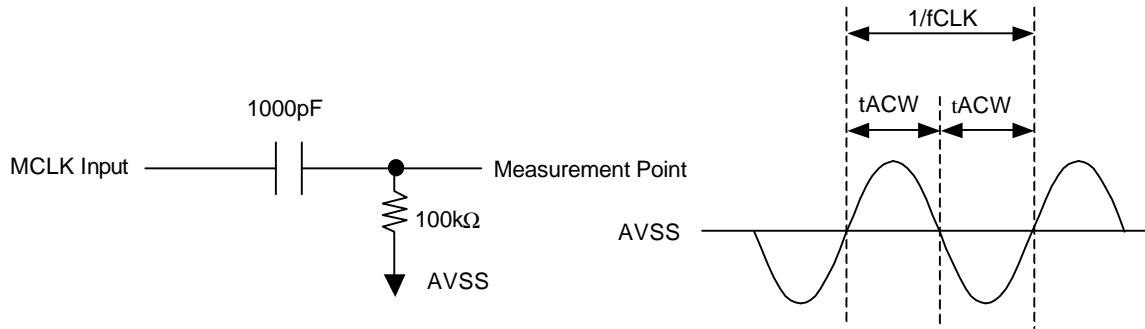 1/fCLK
tACW
tACW
1000pF
MCLK Input
Measurement Point
100kΩ
AVSS
AVSS